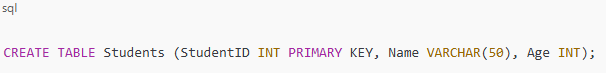 sql
CREATE TABLE Students (StudentID INT PRIMARY KEY, Name VARCHAR(50), Age INT);